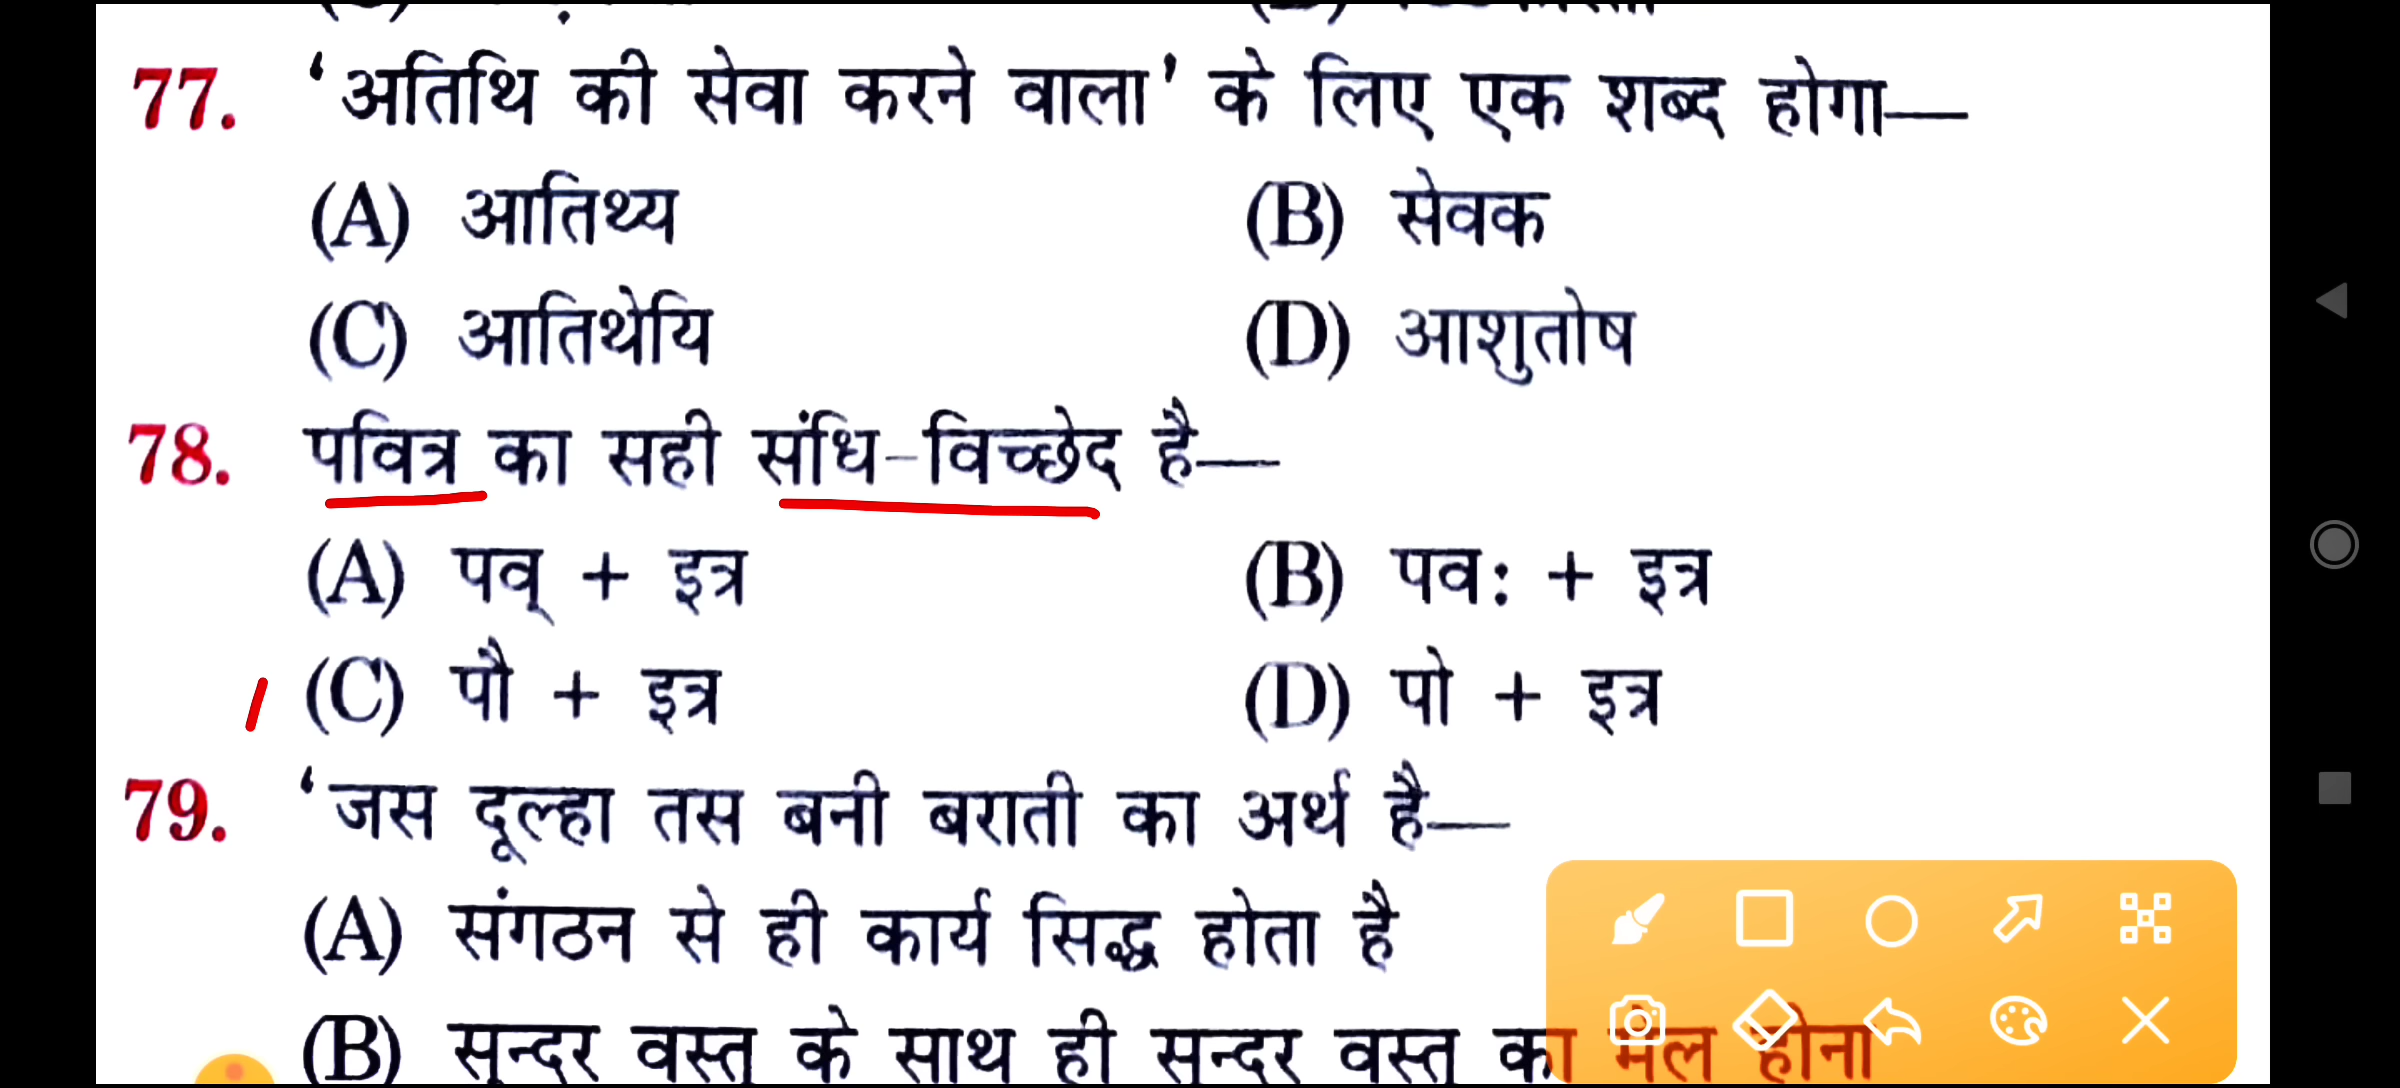 77. ‘अतिथि की सेवा करने वाला’ के लिए एक शब्द होगा—
(A) आतिथ्य (B) सेवक
(C) आतिथेयि (D) आशुतोष
78. पवित्र का सही संधि-विच्छेद है—
(A) पव् + इत्र (B) पवः + इत्र
(C) पौ + इत्र (D) पो + इत्र
79. ‘जस दूल्हा तस बनी बराती का अर्थ है—
(A) संगठन से ही कार्य सिद्ध होता है
(B) सुन्दर वस्तु के साथ ही सुन्दर वस्तु का मेल होना